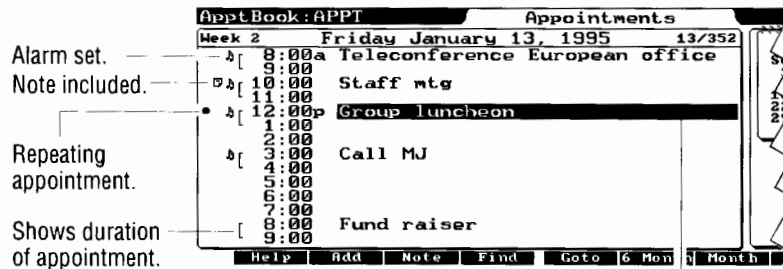 ApptBook:APPT Appointments
Week 2 Friday January 13, 1995 13/352
Alarm set.
8:00a Teleconference European office
9:00
Note included.
10:00 Staff mtg
11:00
12:00p Group luncheon
1:00
2:00
Repeating
appointment.
3:00 Call MJ
4:00
5:00
6:00
7:00
Shows duration
of appointment.
8:00 Fund raiser
9:00
Help Add Note Find Goto 6 Mon h Month